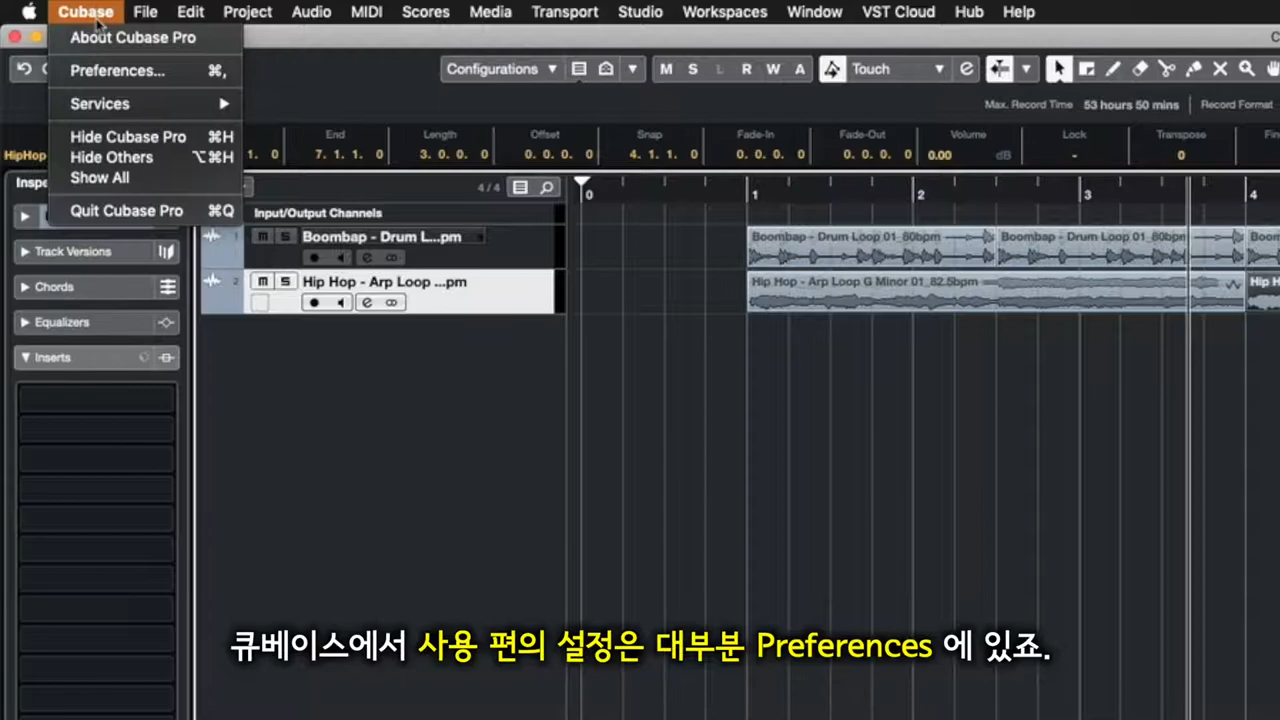 Cubase File Edit Project Audio MIDI Scores Media Transport Studio Workspaces Window VST Cloud Hub Help
About Cubase Pro
Preferences... ⌘,
Services ▶
Hide Cubase Pro ⌘H
Hide Others ⌥⌘H
Show All
Quit Cubase Pro ⌘Q
Configurations M S L R W A Touch
Max. Record Time 53 hours 50 mins Record Format
End Length Offset Snap Fade-In Fade-Out Volume Lock Transpose
HipHop 1. 0 7. 1. 1. 0 3. 0. 0. 0 0. 0. 0. 0 4. 1. 1. 0 0. 0. 0. 0 0. 0. 0. 0 0.00 dB - 0
Inspe 4 / 4 0 1 2 3 4
Input/Output Channels
1 m S Boombap - Drum L...pm
Boombap - Drum Loop 01_80bpm Boombap - Drum Loop 01_80bpm Boom
Track Versions
2 m S Hip Hop - Arp Loop ...pm
Hip Hop - Arp Loop G Minor 01_82.5bpm Hip H
Chords
Equalizers
Inserts
큐베이스에서 사용 편의 설정은 대부분 Preferences 에 있죠.